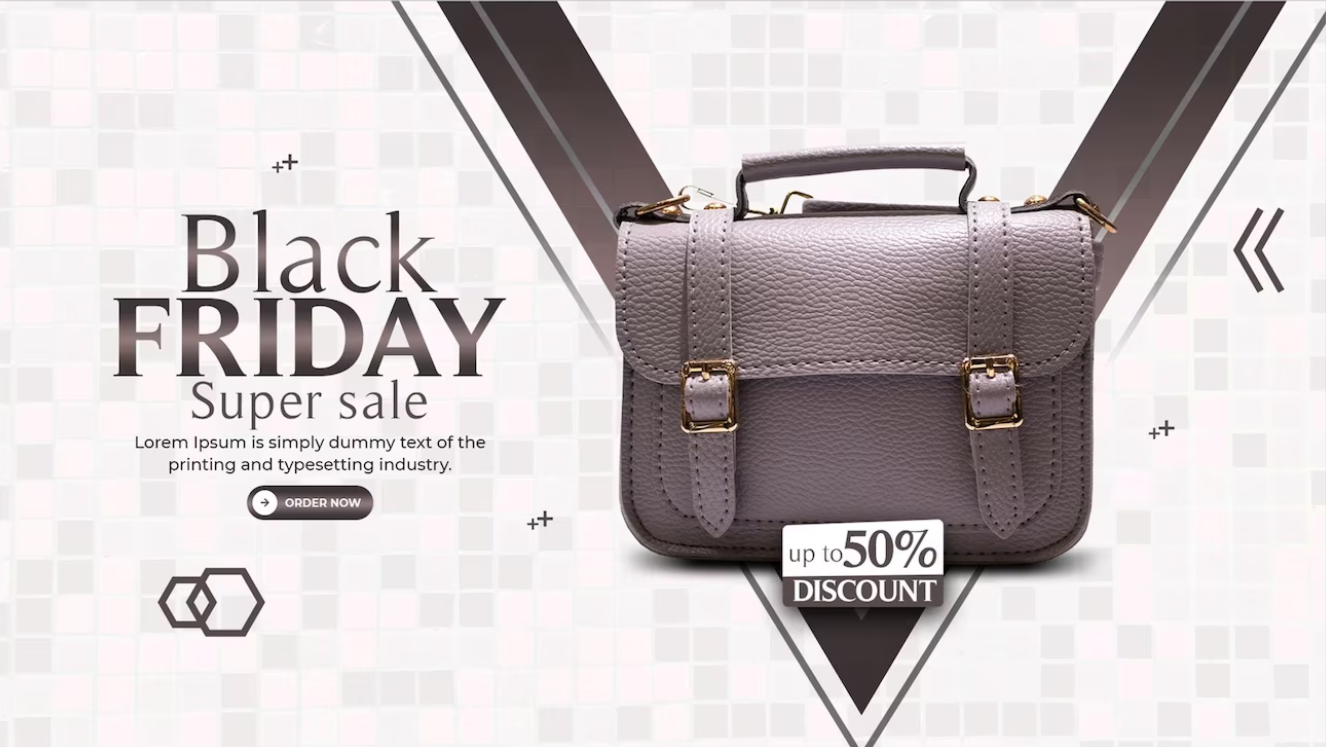 Black
FRIDAY
Super sale
Lorem Ipsum is simply dummy text of the
printing and typesetting industry.
ORDER NOW
up to 50%
DISCOUNT